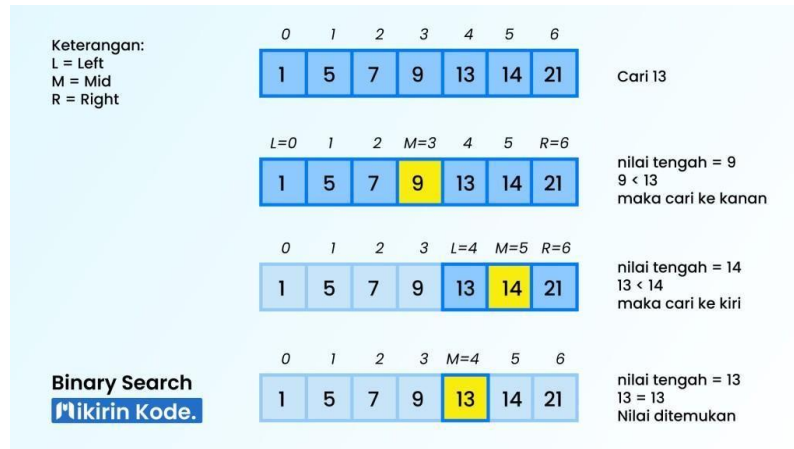 Keterangan:
L = Left
M = Mid
R = Right
0 1 2 3 4 5 6
1 5 7 9 13 14 21
Cari 13
L=0 1 2 M=3 4 5 R=6
1 5 7 9 13 14 21
nilai tengah = 9
9 < 13
maka cari ke kanan
0 1 2 3 L=4 M=5 R=6
1 5 7 9 13 14 21
nilai tengah = 14
13 < 14
maka cari ke kiri
0 1 2 3 M=4 5 6
1 5 7 9 13 14 21
nilai tengah = 13
13 = 13
Nilai ditemukan
Binary Search
Mikirin Kode.